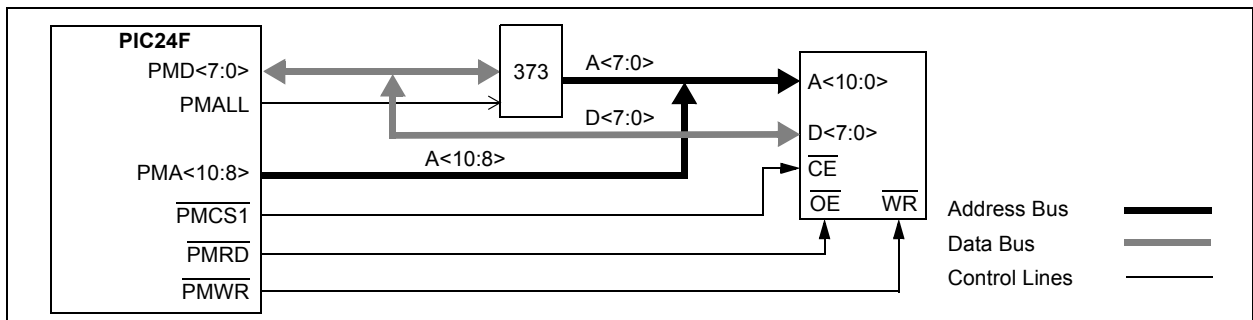 PIC24F
PMD<7:0>
PMALL
PMA<10:8>
PMCS1
PMRD
PMWR
373
A<7:0>
D<7:0>
A<10:8>
A<10:0>
D<7:0>
CE
OE WR
Address Bus
Data Bus
Control Lines